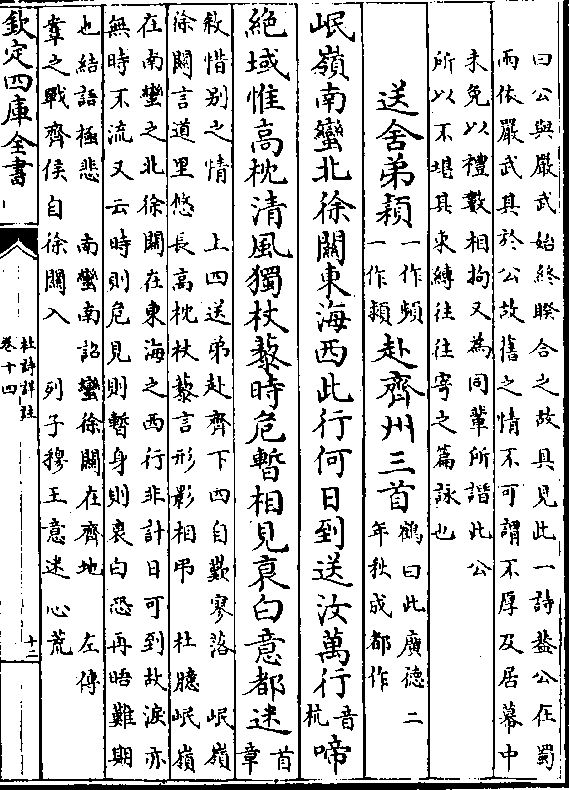 曰公與嚴武始終睽合之故具見此一詩葢公在蜀
兩依嚴武其於公故舊之情不可謂不厚及居幕中
未免以禮數相拘又為同輩所譖此公
所以不堪其束縛往往寄之篇詠也
送舍弟頴一作頻一作頼赴齊州三首鶴曰此廣德二年秋成都作
岷嶺南蠻北徐關東海西此行何日到送汝萬行音杭啼
絶域惟高枕清風獨杖藜時危暫相見衰白意都迷首章
叙惜别之情 上四送弟赴齊下四自歎寥落 岷嶺
徐關言道里悠長高枕杖藜言形影相弔 杜臆岷嶺
在南蠻之北徐關在東海之西行非計日可到故淚亦
無時不流又云時則危見則暫身則衰白恐再晤難期
也結語極悲 南蠻南詔蠻徐關在齊地 左傳
鞌之戰齊侯自徐關入 列子穆王意迷心荒
欽定四庫全書
杜詩詳註
卷十四
十二